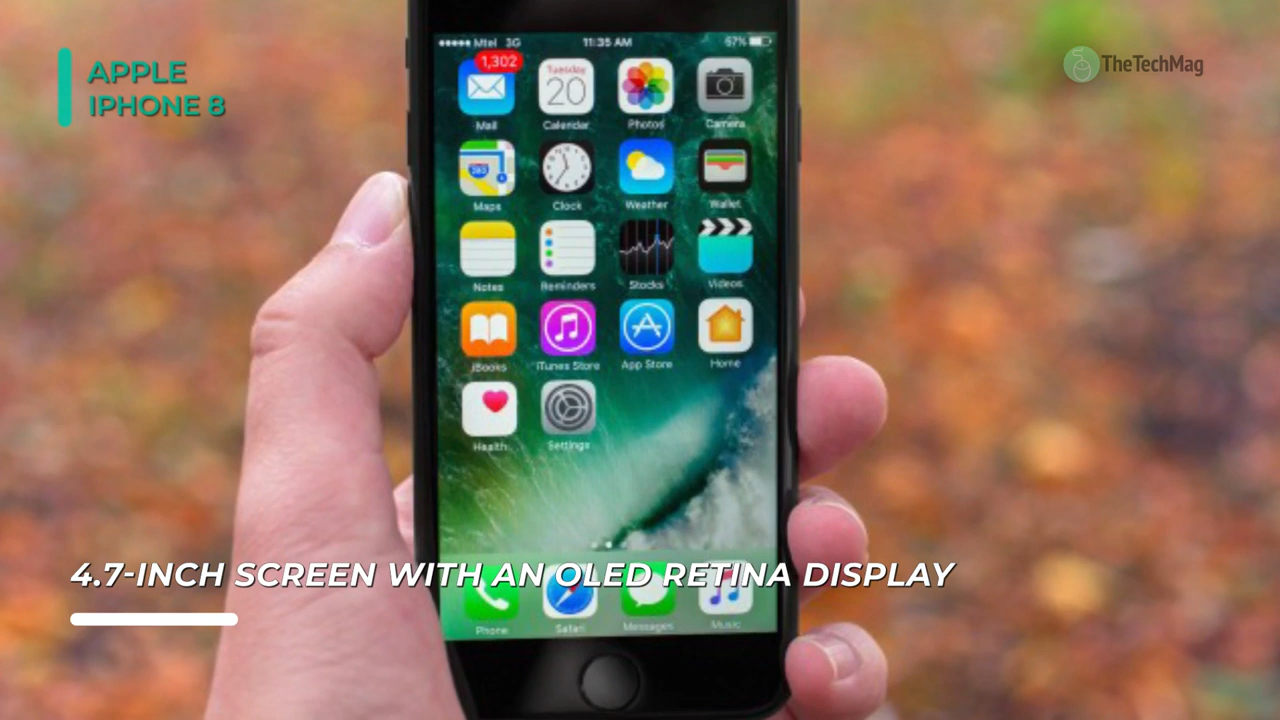 APPLE
IPHONE 8
TheTechMag
Mtel 3G 11:35 AM 67%
1,302
Tuesday
20
Mail Calendar Photos Camera
280
Maps Clock Weather Wallet
Notes Reminders Stocks Videos
iBooks iTunes Store App Store Home
Health Settings
4.7-INCH SCREEN WITH AN OLED RETINA DISPLAY
Phone Safari Messages Music